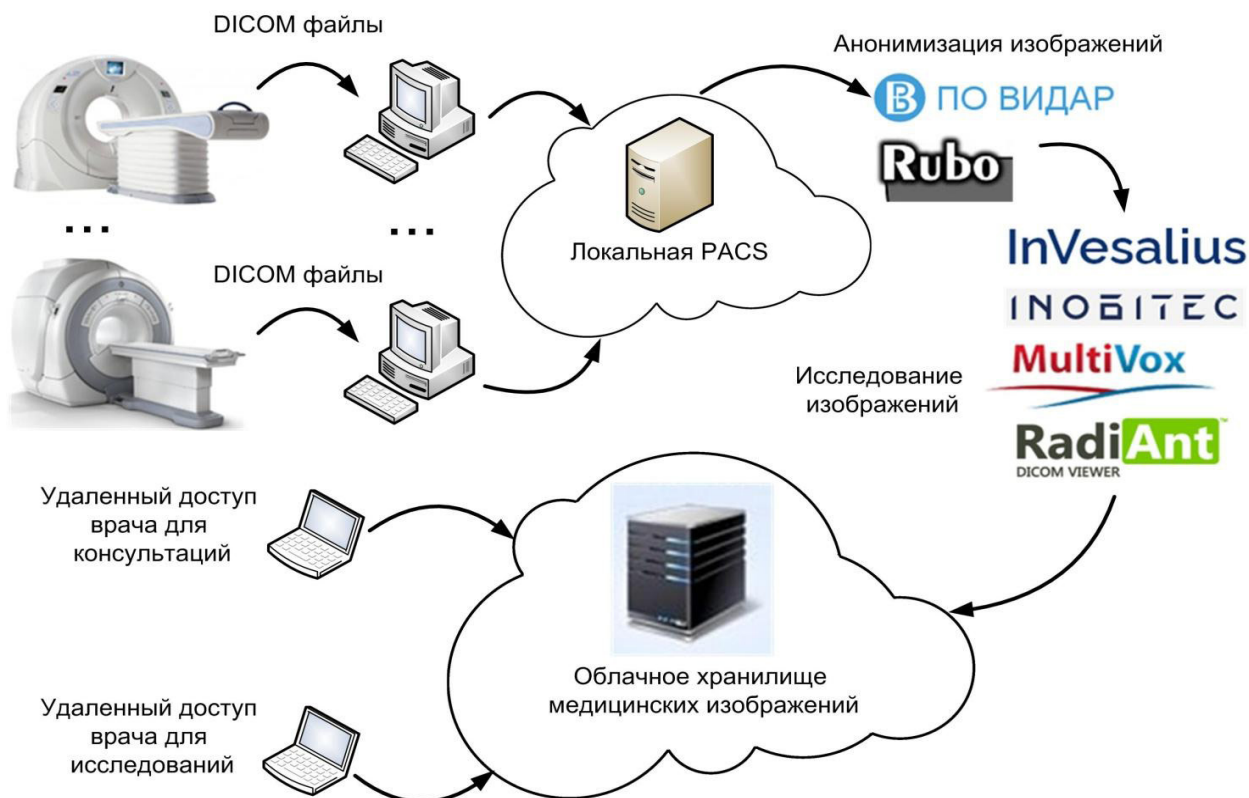 DICOM файлы
Анонимизация изображений
ПО ВИДАР
Rubo
Локальная PACS
DICOM файлы
InVesalius
INOBITEC
MultiVox
RadiAnt™
DICOM VIEWER
Исследование
изображений
Удаленный доступ
врача для
консультаций
Облачное хранилище
медицинских изображений
Удаленный доступ
врача для
исследований